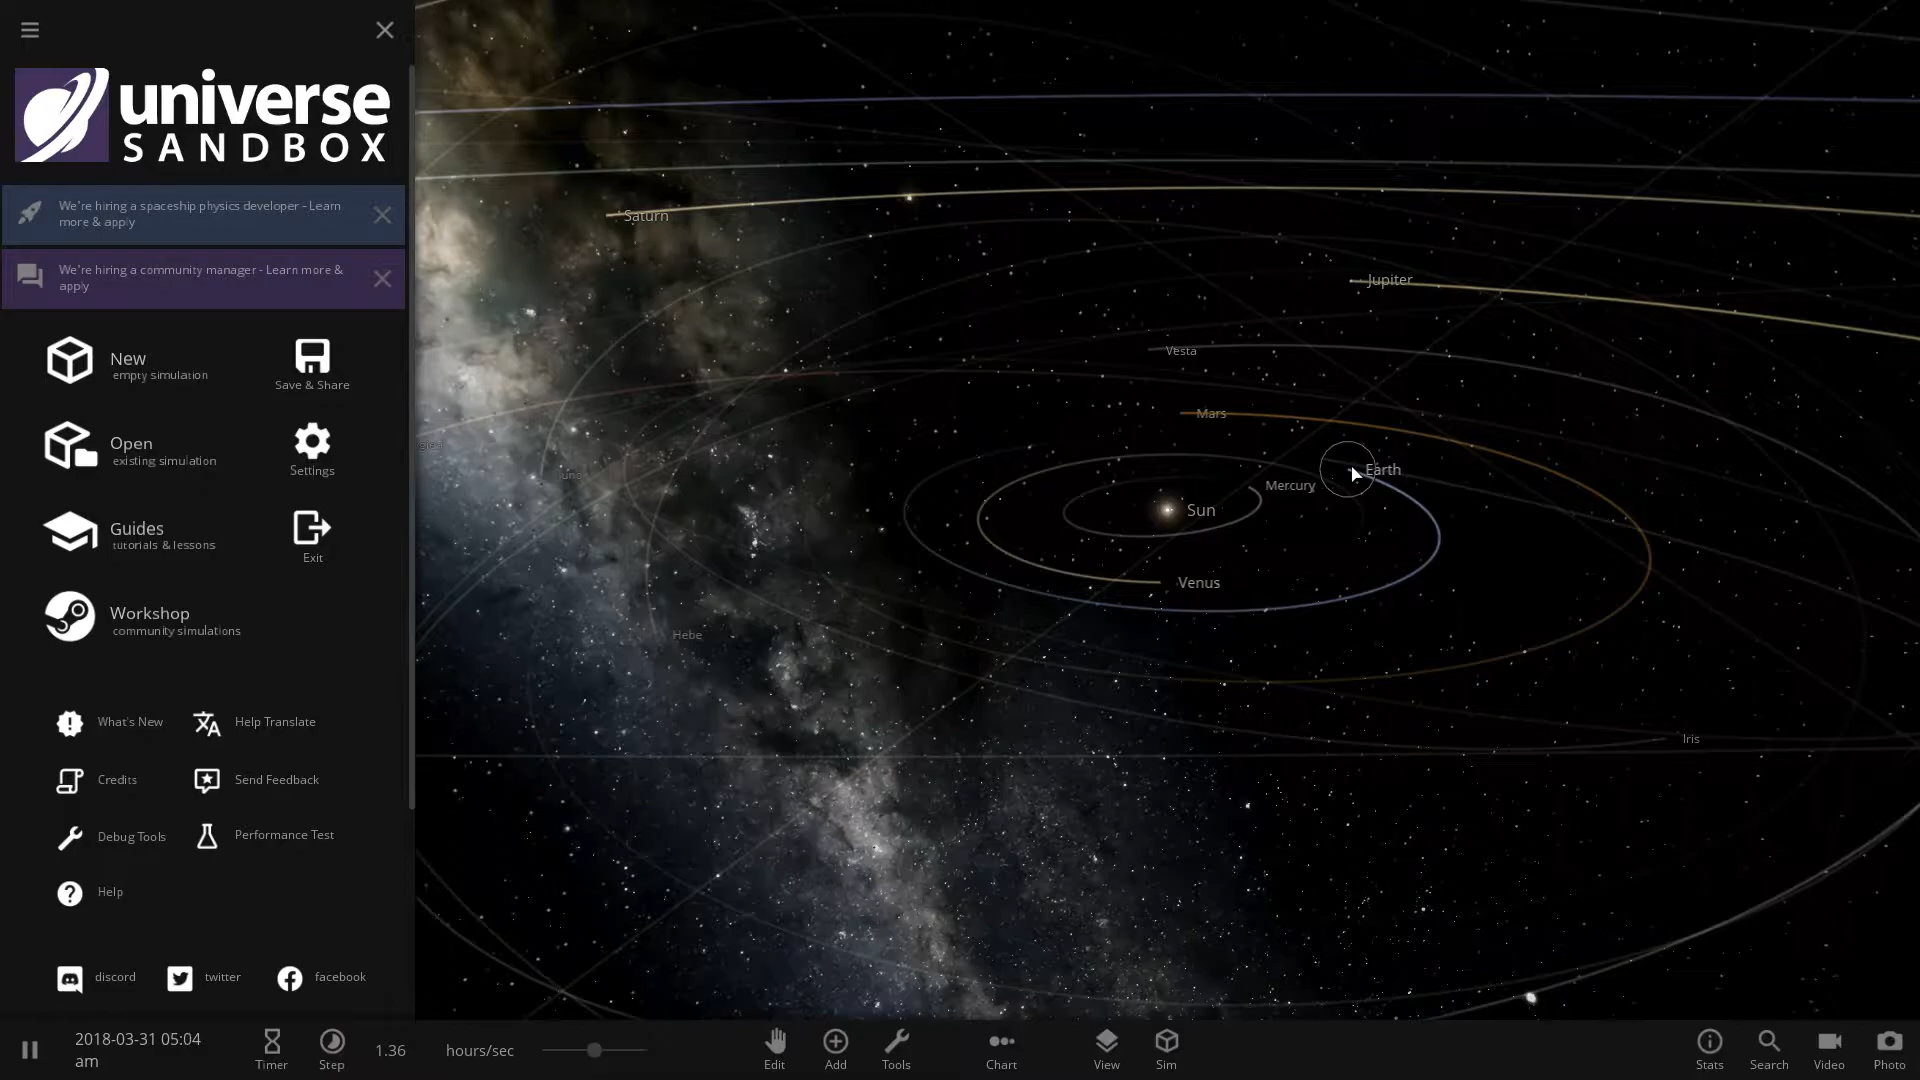 universe
SANDBOX
We're hiring a spaceship physics developer - Learn
more & apply
We're hiring a community manager - Learn more &
apply
New
empty simulation
Save & Share
Open
existing simulation
Settings
Guides
tutorials & lessons
Exit
Workshop
community simulations
What's New
Help Translate
Credits
Send Feedback
Debug Tools
Performance Test
Help
discord
twitter
facebook
Saturn
Jupiter
Vesta
Mars
Earth
Mercury
Sun
Venus
Hebe
Iris
2018-03-31 05:04
am
Timer
Step
1.36
hours/sec
Edit
Add
Tools
Chart
View
Sim
Stats
Search
Video
Photo